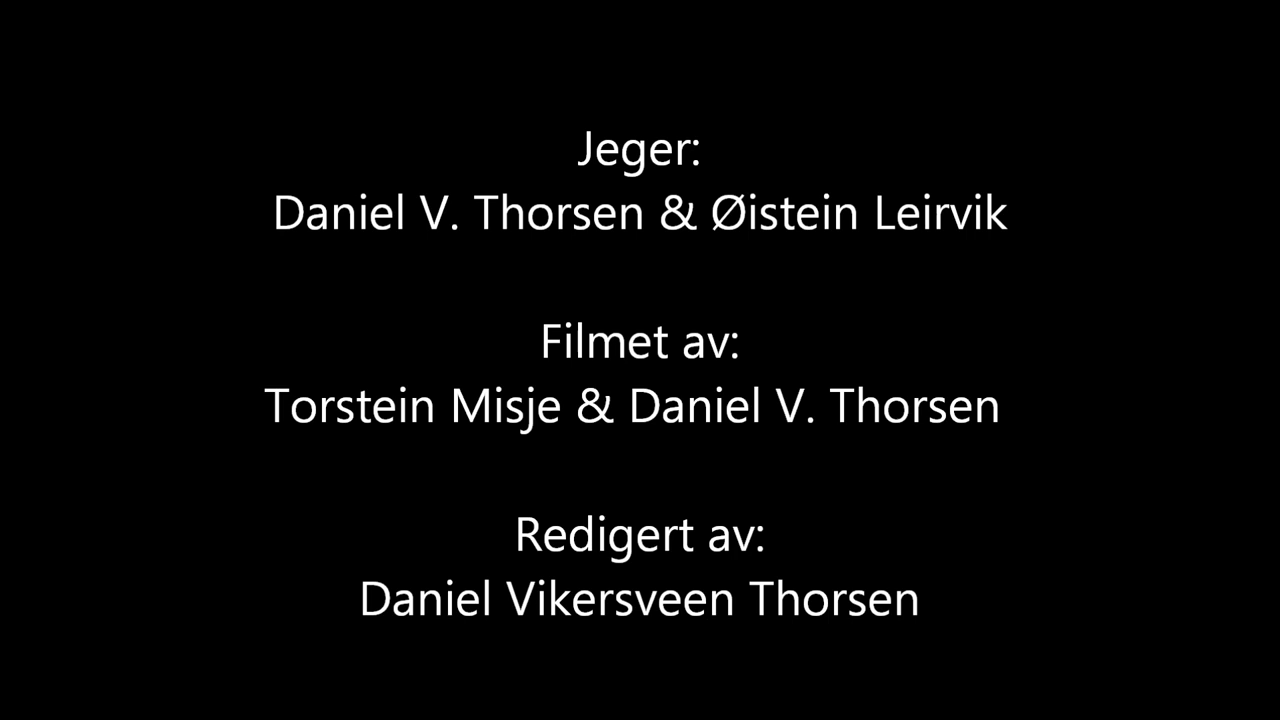 Jeger:
Daniel V. Thorsen & Øistein Leirvik
Filmet av:
Torstein Misje & Daniel V. Thorsen
Redigert av:
Daniel Vikersveen Thorsen